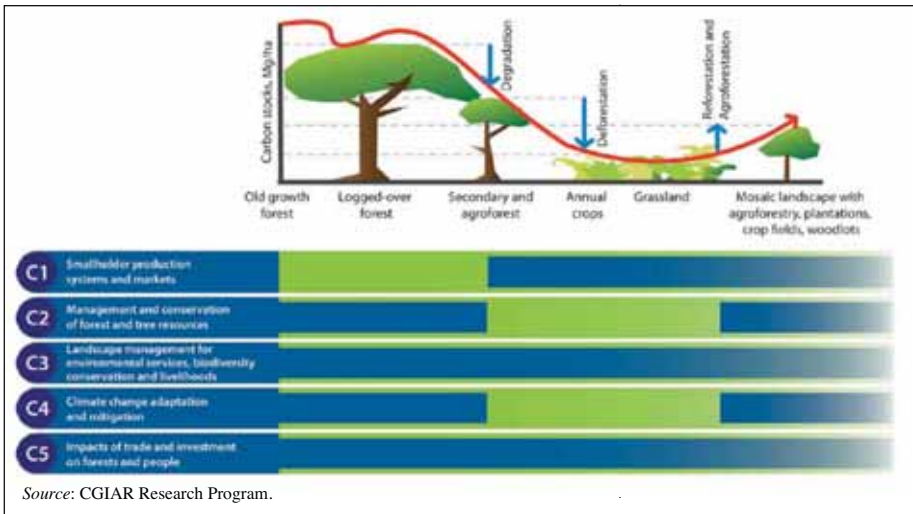 Carbon stocks, Mg/ha
Degradation
Deforestation
Reforestation and
Agroforestation
Old growth
forest
Logged-over
forest
Secondary and
agroforest
Annual
crops
Grassland
Mosaic landscape with
agroforestry, plantations,
crop fields, woodlots
C1
Smallholder production
systems and markets
C2
Management and conservation
of forest and tree resources
C3
Landscape management for
environmental services, biodiversity
conservation and livelihoods
C4
Climate change adaptation
and mitigation
C5
Impacts of trade and investment
on forests and people
Source: CGIAR Research Program.